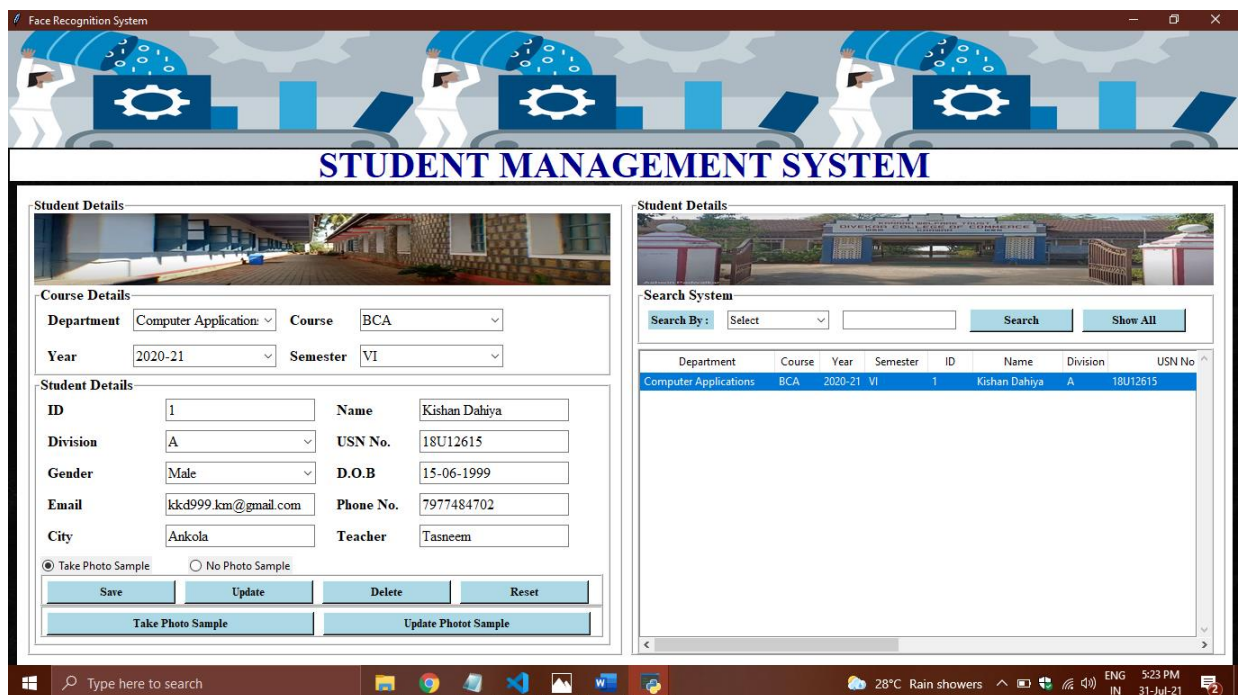 Face Recognition System
STUDENT MANAGEMENT SYSTEM
Student Details
Course Details
Department Computer Application: Course BCA
Year 2020-21 Semester VI
Student Details
ID 1 Name Kishan Dahiya
Division A USN No. 18U12615
Gender Male D.O.B 15-06-1999
Email kkd999.km@gmail.com Phone No. 7977484702
City Ankola Teacher Tasneem
Take Photo Sample No Photo Sample
Save Update Delete Reset
Take Photo Sample Update Photot Sample
Student Details
DIVEKAR COLLEGE OF COMMERCE
Search System
Search By : Select Search Show All
Department Course Year Semester ID Name Division USN No
Computer Applications BCA 2020-21 VI 1 Kishan Dahiya A 18U12615
Type here to search
28°C Rain showers
ENG 5:23 PM
IN 31-Jul-21
2